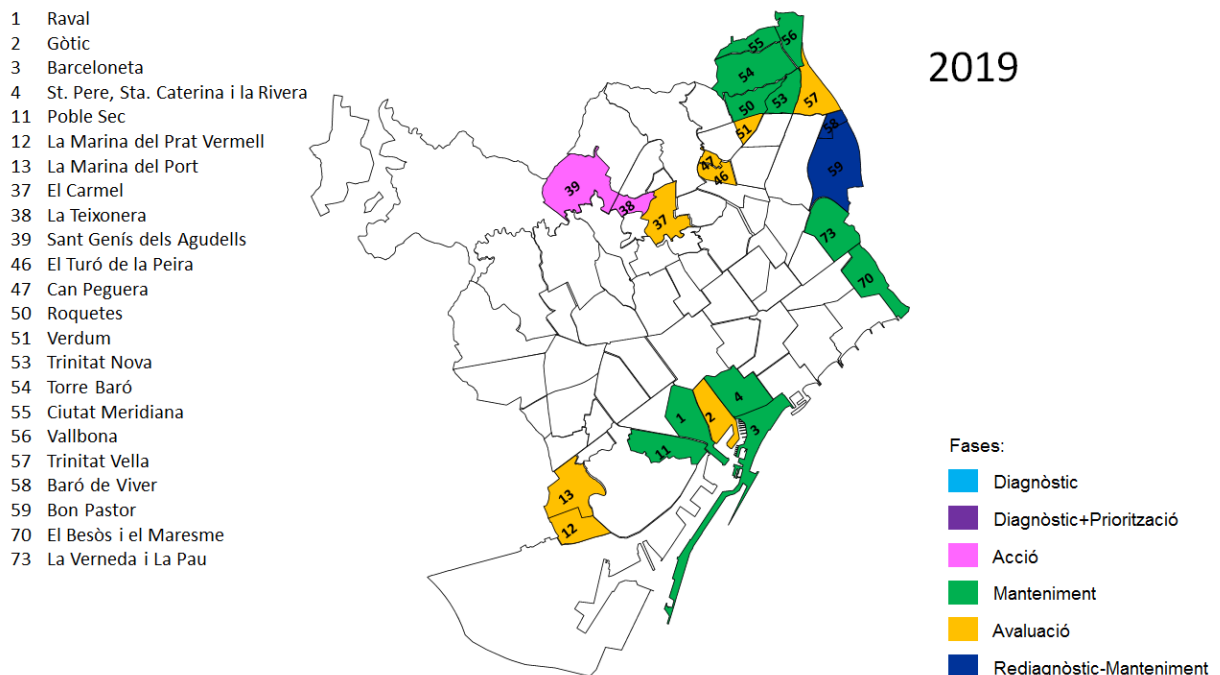 1 Raval
2 Gòtic
3 Barceloneta
4 St. Pere, Sta. Caterina i la Rivera
11 Poble Sec
12 La Marina del Prat Vermell
13 La Marina del Port
37 El Carmel
38 La Teixonera
39 Sant Genís dels Agudells
46 El Turó de la Peira
47 Can Peguera
50 Roquetes
51 Verdum
53 Trinitat Nova
54 Torre Baró
55 Ciutat Meridiana
56 Vallbona
57 Trinitat Vella
58 Baró de Viver
59 Bon Pastor
70 El Besòs i el Maresme
73 La Verneda i La Pau
2019
56
55
54
57
50
53
51
58
47
46
59
39
38
37
73
70
4
1
2
3
11
13
12
Fases:
Diagnòstic
Diagnòstic+Priorització
Acció
Manteniment
Avaluació
Rediagnòstic-Manteniment